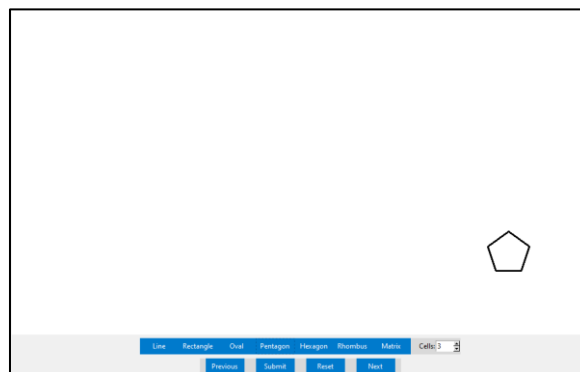 Line Rectangle Oval Pentagon Hexagon Rhombus Matrix Cells: 3
Previous Submit Reset Next